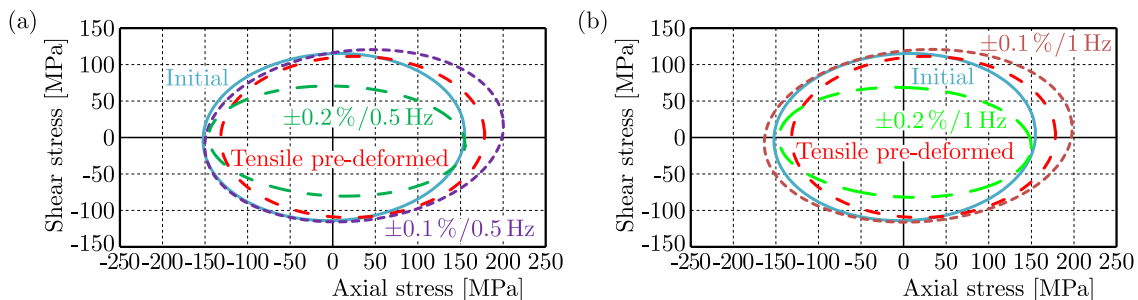 (a)
150
100
50
0
-50
-100
-150
Shear stress [MPa]
Initial
±0.2 %/0.5 Hz
Tensile pre-deformed
±0.1 %/0.5 Hz
-250 -200 -150 -100 -50 0 50 100 150 200 250
Axial stress [MPa]
(b)
150
100
50
0
-50
-100
-150
Shear stress [MPa]
±0.1 %/1 Hz
Initial
±0.2 %/1 Hz
Tensile pre-deformed
-250 -200 -150 -100 -50 0 50 100 150 200 250
Axial stress [MPa]